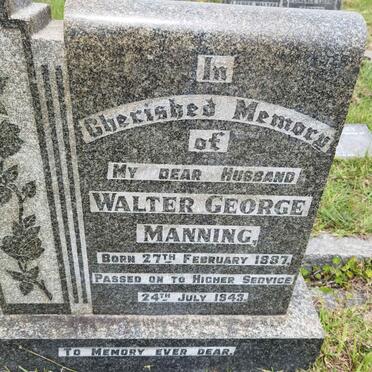 In
Cherished Memory
of
My dear Husband
Walter George
Manning,
Born 27th February 1887.
Passed on to Higher Service
24th July 1943.
To Memory ever dear.